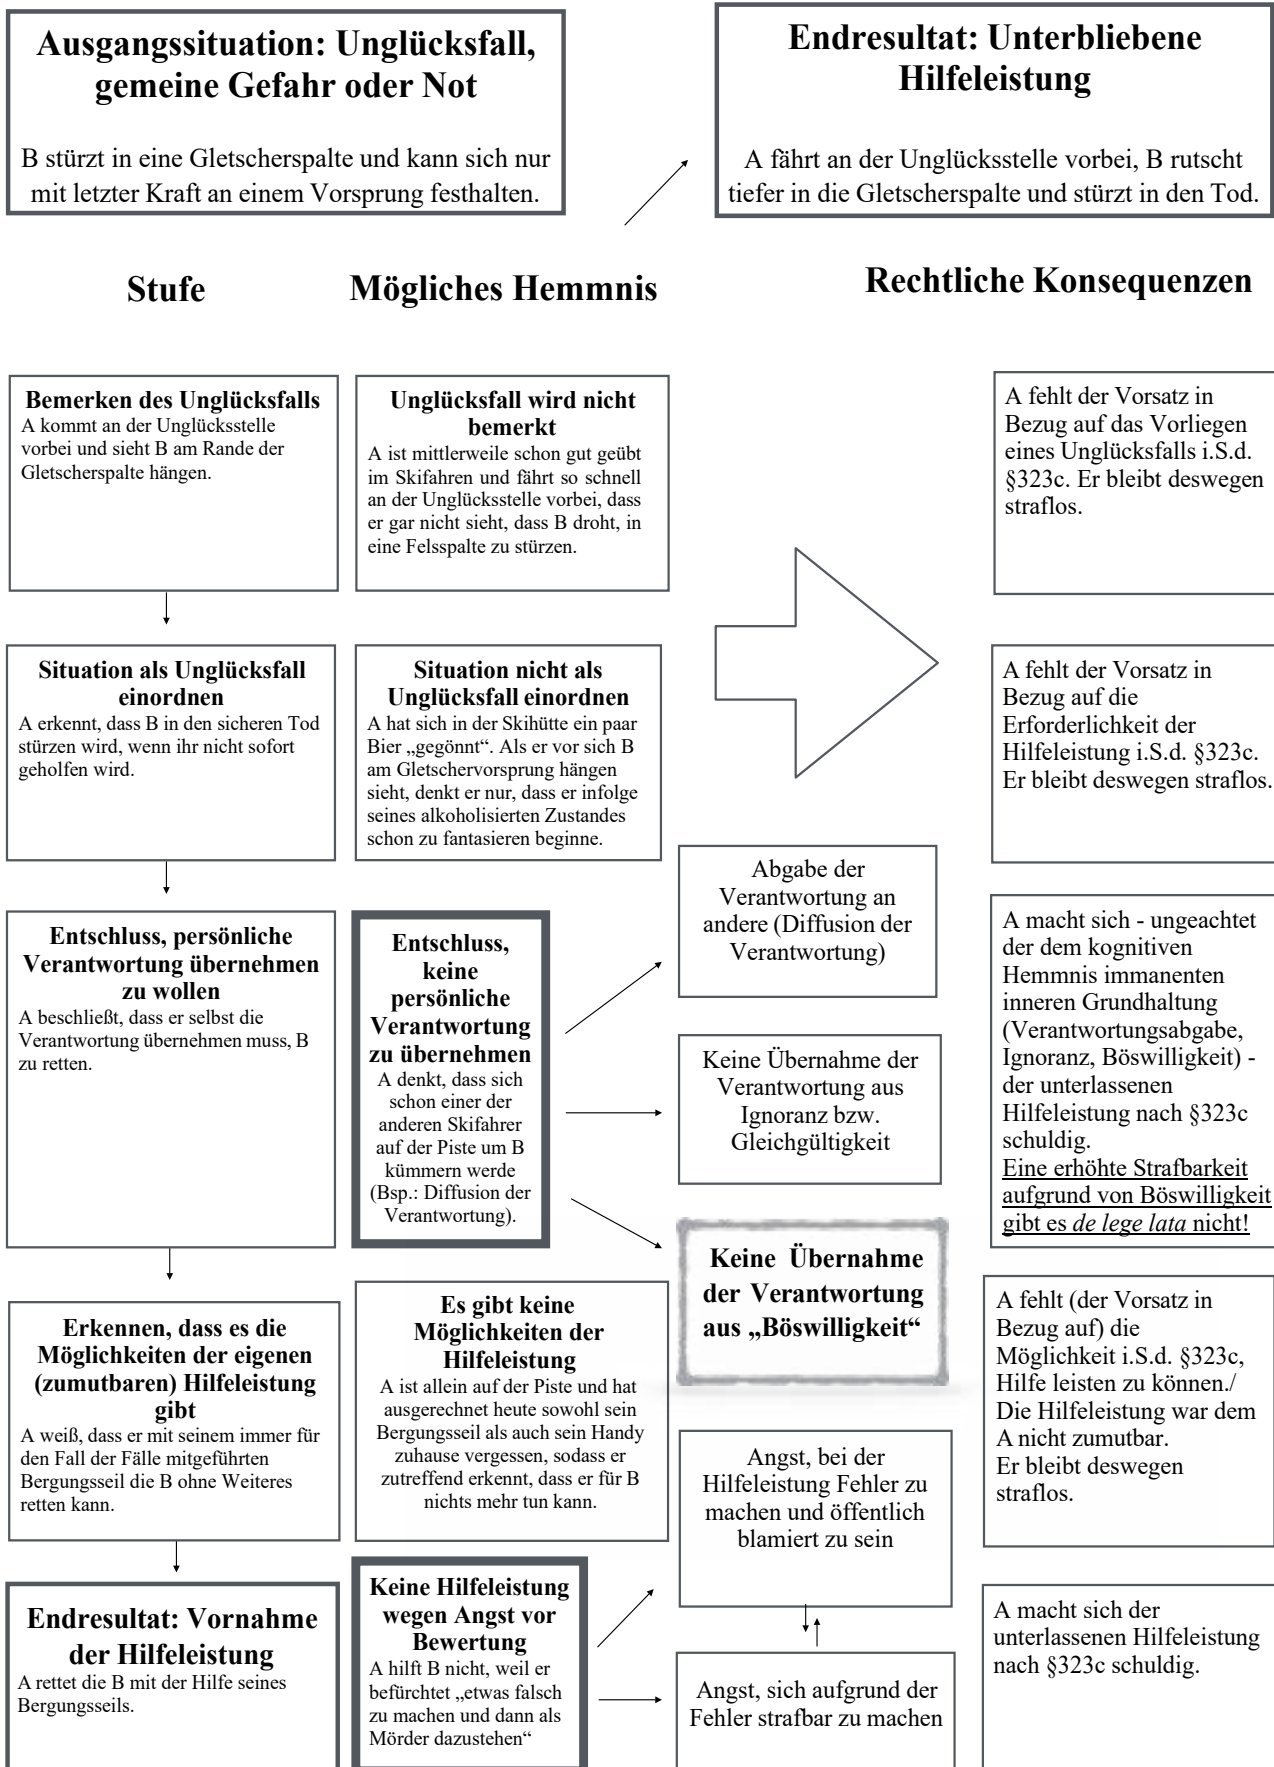 Ausgangssituation: Unglücksfall,
gemeine Gefahr oder Not
B stürzt in eine Gletscherspalte und kann sich nur
mit letzter Kraft an einem Vorsprung festhalten.
Endresultat: Unterbliebene
Hilfeleistung
A fährt an der Unglücksstelle vorbei, B rutscht
tiefer in die Gletscherspalte und stürzt in den Tod.
Stufe
Mögliches Hemmnis
Rechtliche Konsequenzen
Bemerken des Unglücksfalls
A kommt an der Unglücksstelle
vorbei und sieht B am Rande der
Gletscherspalte hängen.
Unglücksfall wird nicht
bemerkt
A ist mittlerweile schon gut geübt
im Skifahren und fährt so schnell
an der Unglücksstelle vorbei, dass
er gar nicht sieht, dass B droht, in
eine Felsspalte zu stürzen.
A fehlt der Vorsatz in
Bezug auf das Vorliegen
eines Unglücksfalls i.S.d.
§323c. Er bleibt deswegen
straflos.
Situation als Unglücksfall
einordnen
A erkennt, dass B in den sicheren Tod
stürzen wird, wenn ihr nicht sofort
geholfen wird.
Situation nicht als
Unglücksfall einordnen
A hat sich in der Skihütte ein paar
Bier „gegönnt“. Als er vor sich B
am Gletschervorsprung hängen
sieht, denkt er nur, dass er infolge
seines alkoholisierten Zustandes
schon zu fantasieren beginne.
A fehlt der Vorsatz in
Bezug auf die
Erforderlichkeit der
Hilfeleistung i.S.d. §323c.
Er bleibt deswegen straflos.
Entschluss, persönliche
Verantwortung übernehmen
zu wollen
A beschließt, dass er selbst die
Verantwortung übernehmen muss, B
zu retten.
Entschluss,
keine
persönliche
Verantwortung
zu übernehmen
A denkt, dass sich
schon einer der
anderen Skifahrer
auf der Piste um B
kümmern werde
(Bsp.: Diffusion der
Verantwortung).
Abgabe der
Verantwortung an
andere (Diffusion der
Verantwortung)
Keine Übernahme der
Verantwortung aus
Ignoranz bzw.
Gleichgültigkeit
Keine Übernahme
der Verantwortung
aus „Böswilligkeit“
A macht sich - ungeachtet
der dem kognitiven
Hemmnis immanenten
inneren Grundhaltung
(Verantwortungsabgabe,
Ignoranz, Böswilligkeit) -
der unterlassenen
Hilfeleistung nach §323c
schuldig.
Eine erhöhte Strafbarkeit
aufgrund von Böswilligkeit
gibt es de lege lata nicht!
Erkennen, dass es die
Möglichkeiten der eigenen
(zumutbaren) Hilfeleistung
gibt
A weiß, dass er mit seinem immer für
den Fall der Fälle mitgeführten
Bergungsseil die B ohne Weiteres
retten kann.
Es gibt keine
Möglichkeiten der
Hilfeleistung
A ist allein auf der Piste und hat
ausgerechnet heute sowohl sein
Bergungsseil als auch sein Handy
zuhause vergessen, sodass er
zutreffend erkennt, dass er für B
nichts mehr tun kann.
A fehlt (der Vorsatz in
Bezug auf) die
Möglichkeit i.S.d. §323c,
Hilfe leisten zu können./
Die Hilfeleistung war dem
A nicht zumutbar.
Er bleibt deswegen
straflos.
Endresultat: Vornahme
der Hilfeleistung
A rettet die B mit der Hilfe seines
Bergungsseils.
Keine Hilfeleistung
wegen Angst vor
Bewertung
A hilft B nicht, weil er
befürchtet „etwas falsch
zu machen und dann als
Mörder dazustehen“
Angst, bei der
Hilfeleistung Fehler zu
machen und öffentlich
blamiert zu sein
Angst, sich aufgrund der
Fehler strafbar zu machen
A macht sich der
unterlassenen Hilfeleistung
nach §323c schuldig.